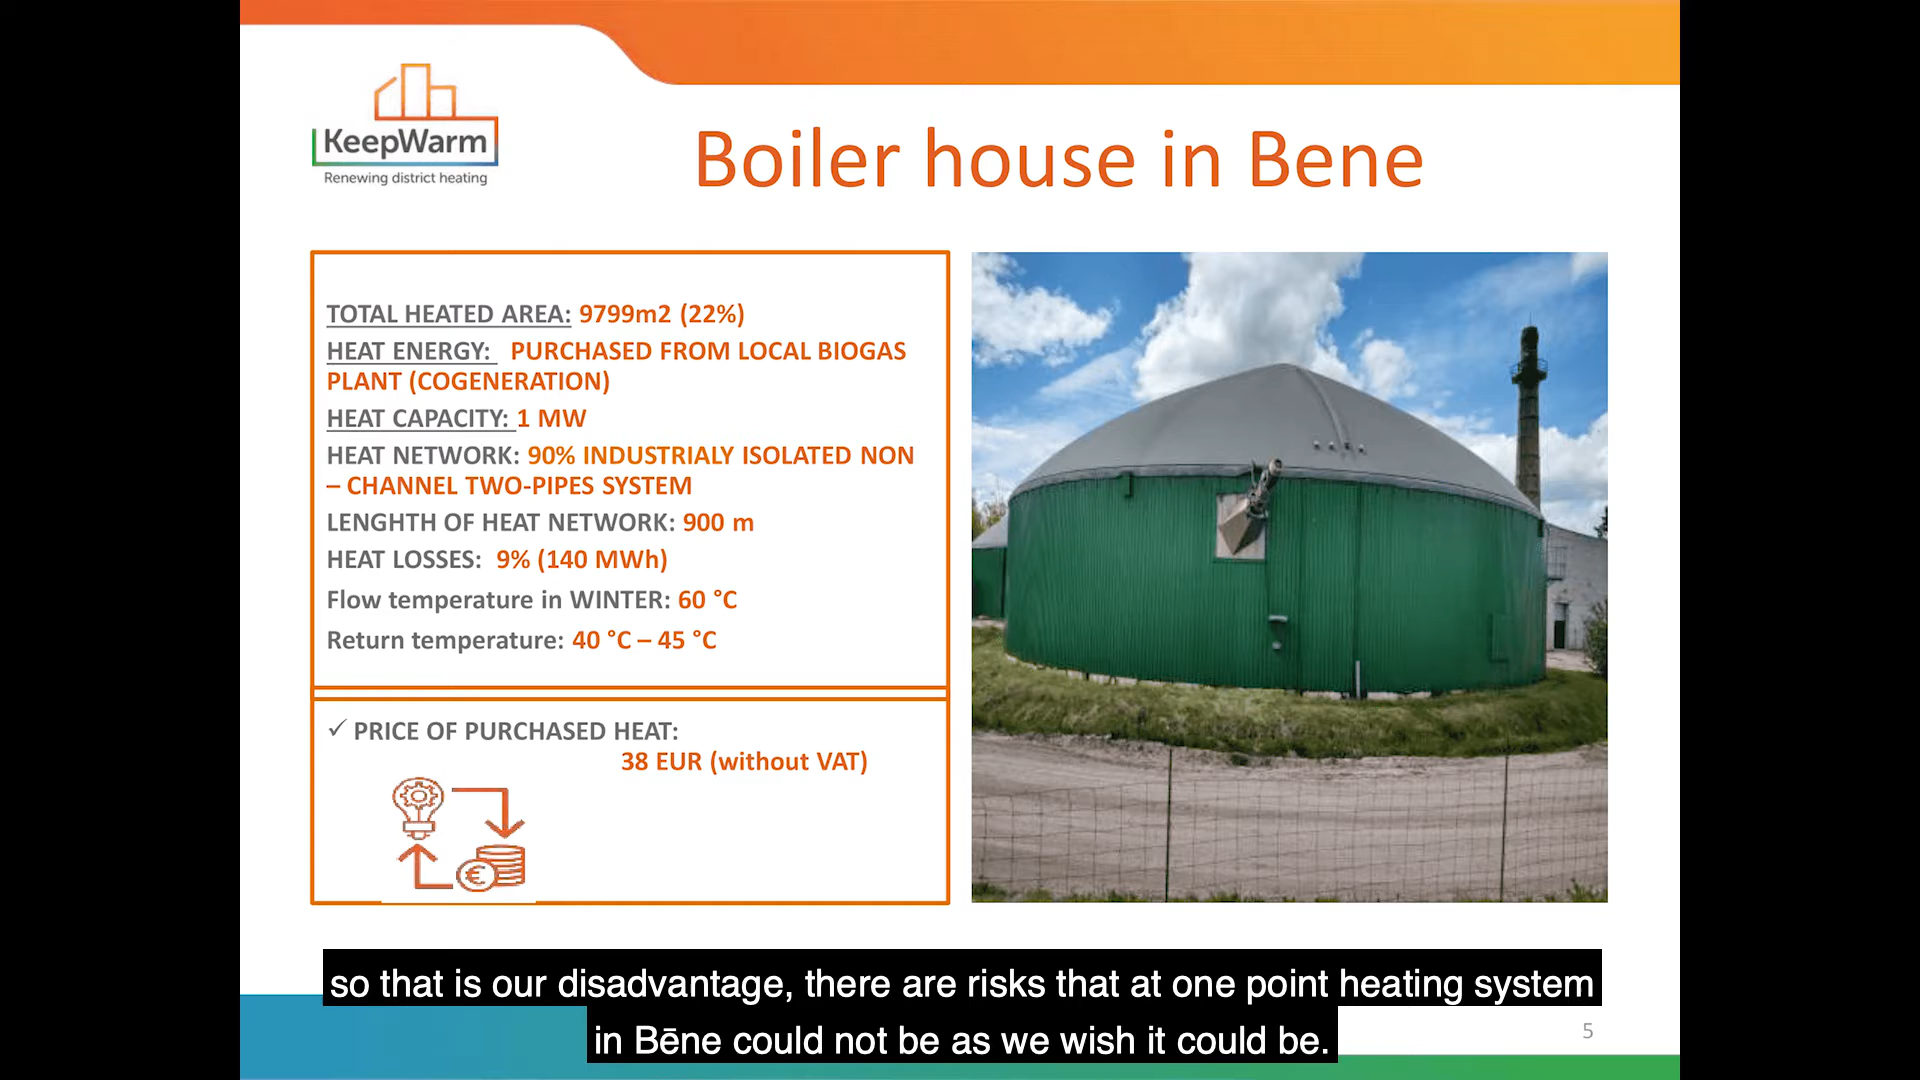 KeepWarm
Renewing district heating
Boiler house in Bene
TOTAL HEATED AREA: 9799m2 (22%)
HEAT ENERGY: PURCHASED FROM LOCAL BIOGAS
PLANT (COGENERATION)
HEAT CAPACITY: 1 MW
HEAT NETWORK: 90% INDUSTRIALY ISOLATED NON
– CHANNEL TWO-PIPES SYSTEM
LENGHTH OF HEAT NETWORK: 900 m
HEAT LOSSES: 9% (140 MWh)
Flow temperature in WINTER: 60 °C
Return temperature: 40 °C – 45 °C
✓ PRICE OF PURCHASED HEAT:
38 EUR (without VAT)
€
so that is our disadvantage, there are risks that at one point heating system
in Bēne could not be as we wish it could be.
5